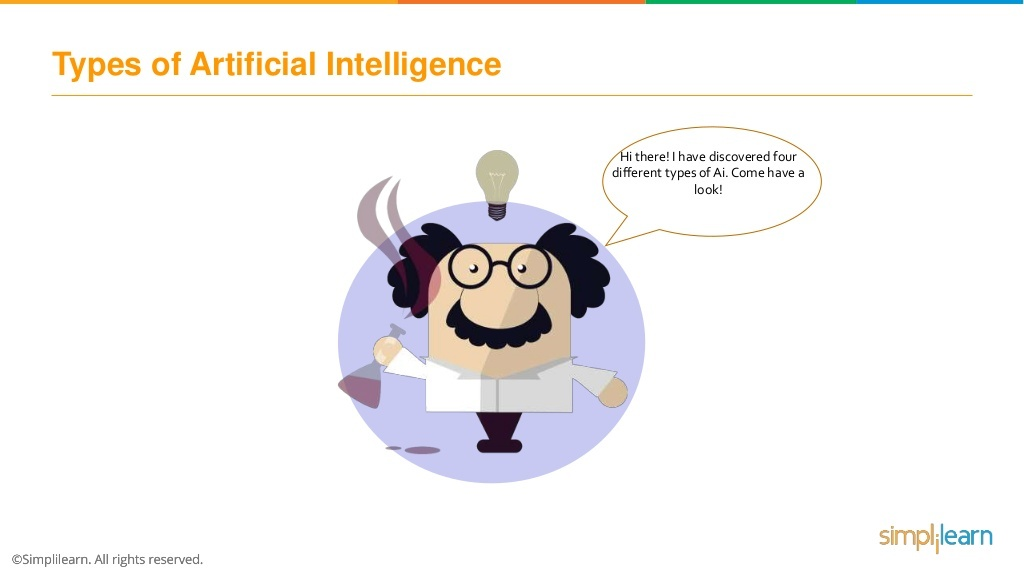 Types of Artificial Intelligence
Hi there! I have discovered four
different types of Ai. Come have a
look!
simplilearn
©Simplilearn. All rights reserved.